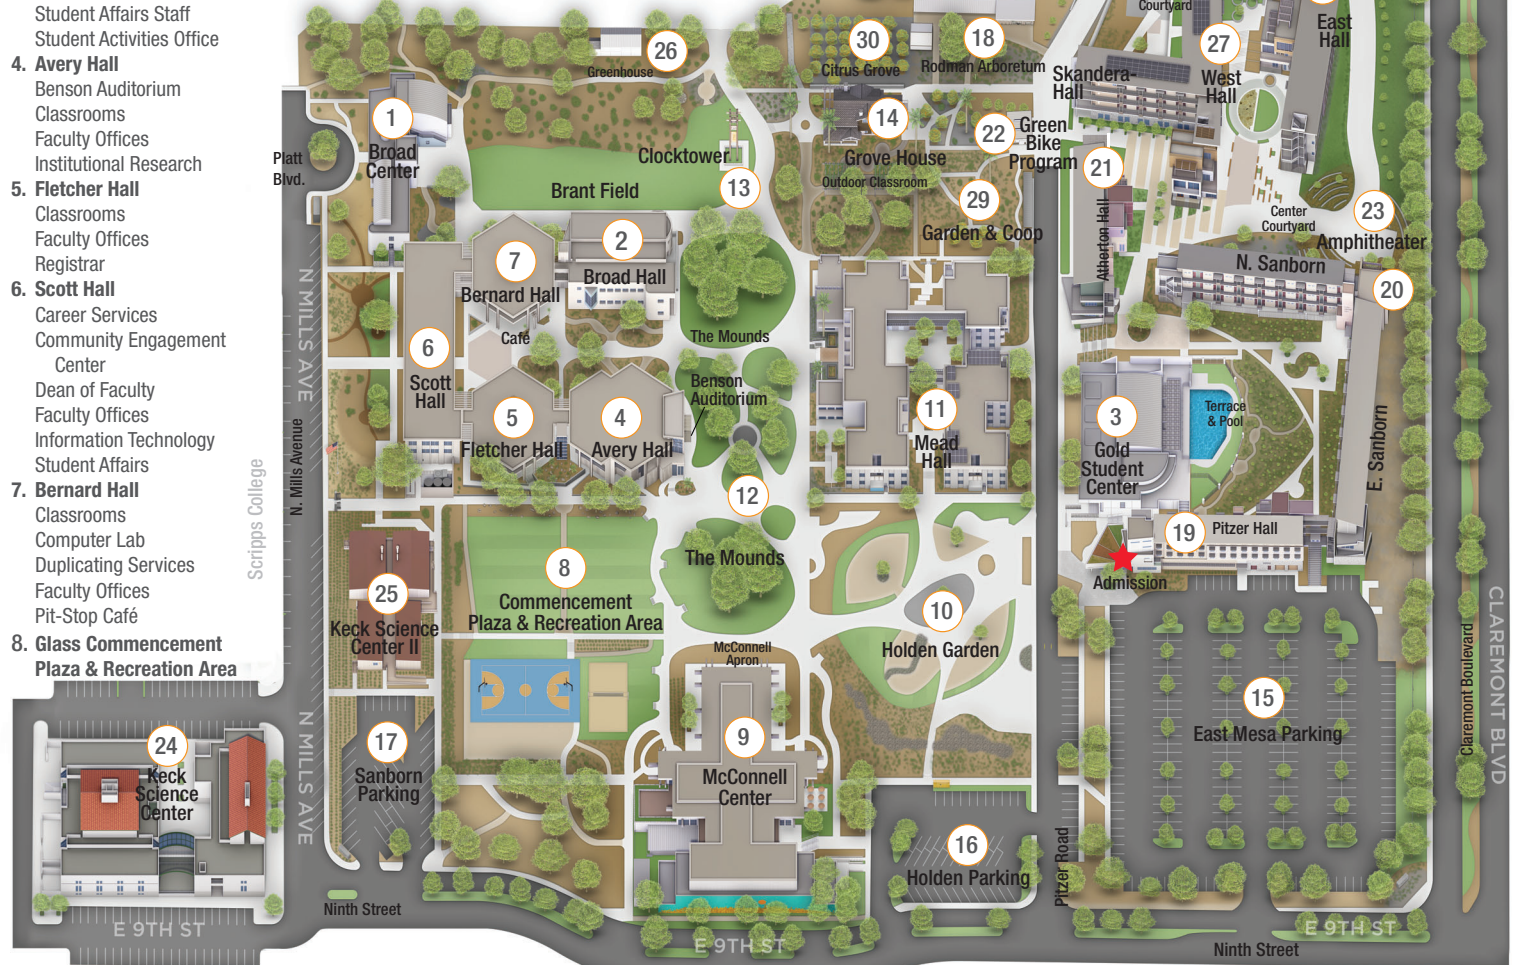 Student Affairs Staff
Student Activities Office
4. Avery Hall
Benson Auditorium
Classrooms
Faculty Offices
Institutional Research
5. Fletcher Hall
Classrooms
Faculty Offices
Registrar
6. Scott Hall
Career Services
Community Engagement
Center
Dean of Faculty
Faculty Offices
Information Technology
Student Affairs
7. Bernard Hall
Classrooms
Computer Lab
Duplicating Services
Faculty Offices
Pit-Stop Café
8. Glass Commencement
Plaza & Recreation Area
Scripps College
Platt
Blvd.
N MILLS AVE
N. Mills Avenue
N MILLS AVE
26
Greenhouse
30
Citrus Grove
18
Rodman Arboretum
Courtyard
27
West
Hall
East
Hall
Skandera-
Hall
1
Broad
Center
Clocktower
13
Brant Field
14
Grove House
Outdoor Classroom
22
Green
Bike
Program
29
Garden & Coop
21
Atherton Hall
Center
Courtyard
23
Amphitheater
N. Sanborn
20
E. Sanborn
2
Broad Hall
7
Bernard Hall
Café
The Mounds
6
Scott
Hall
5
Fletcher Hall
4
Avery Hall
Benson
Auditorium
11
Mead
Hall
3
Gold
Student
Center
Terrace
& Pool
12
The Mounds
19
Pitzer Hall
Admission
8
Commencement
Plaza & Recreation Area
25
Keck Science
Center II
10
Holden Garden
McConnell
Apron
9
McConnell
Center
15
East Mesa Parking
17
Sanborn
Parking
24
Keck
Science
Center
16
Holden Parking
Pitzer Road
Claremont Boulevard
CLAREMONT BLVD
Ninth Street
E 9TH ST
E 9TH ST
E 9TH ST
Ninth Street